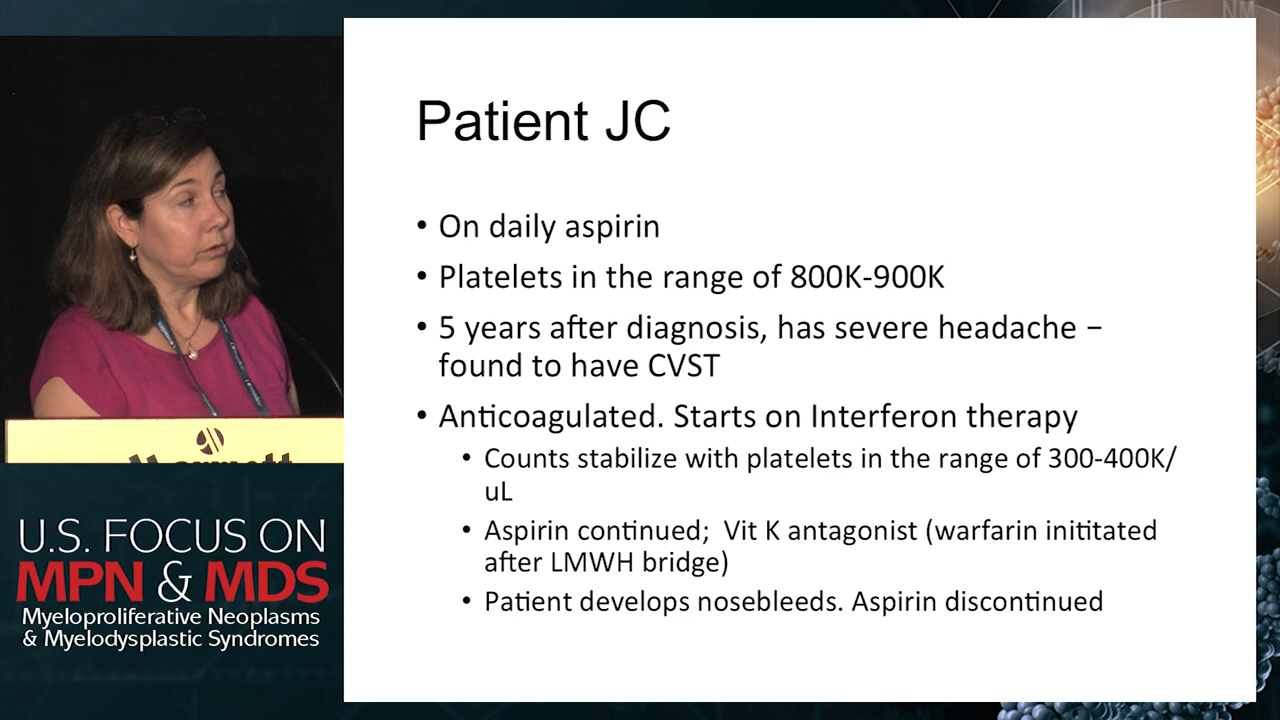 NM
Patient JC
• On daily aspirin
• Platelets in the range of 800K-900K
• 5 years after diagnosis, has severe headache –
found to have CVST
• Anticoagulated. Starts on Interferon therapy
• Counts stabilize with platelets in the range of 300-400K/
uL
• Aspirin continued;  Vit K antagonist (warfarin inititated
after LMWH bridge)
• Patient develops nosebleeds. Aspirin discontinued
U.S. FOCUS ON
MPN & MDS
Myeloproliferative Neoplasms
& Myelodysplastic Syndromes